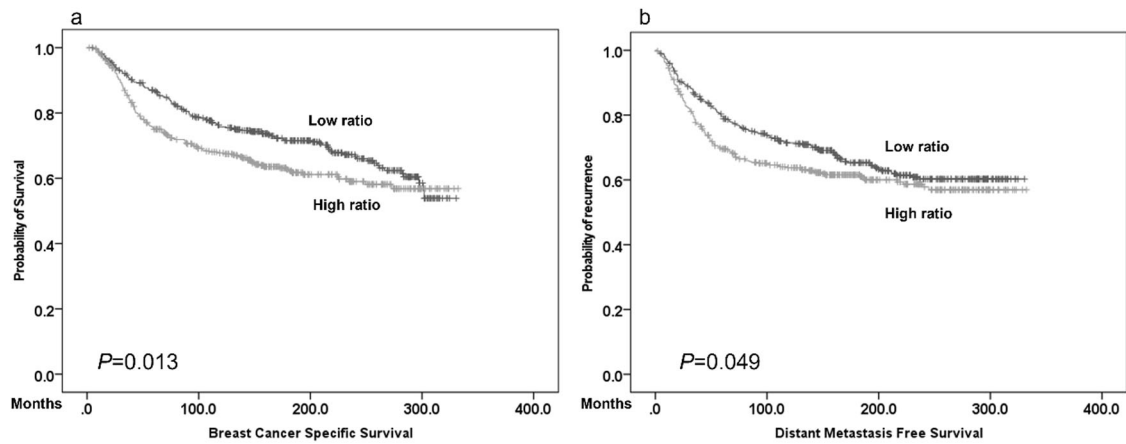 a
Probability of Survival
1.0
0.8
0.6
0.4
0.2
0.0
Low ratio
High ratio
P=0.013
Months
.0 100.0 200.0 300.0 400.0
Breast Cancer Specific Survival
b
Probability of recurrence
1.0
0.8
0.6
0.4
0.2
0.0
Low ratio
High ratio
P=0.049
Months
.0 100.0 200.0 300.0 400.0
Distant Metastasis Free Survival